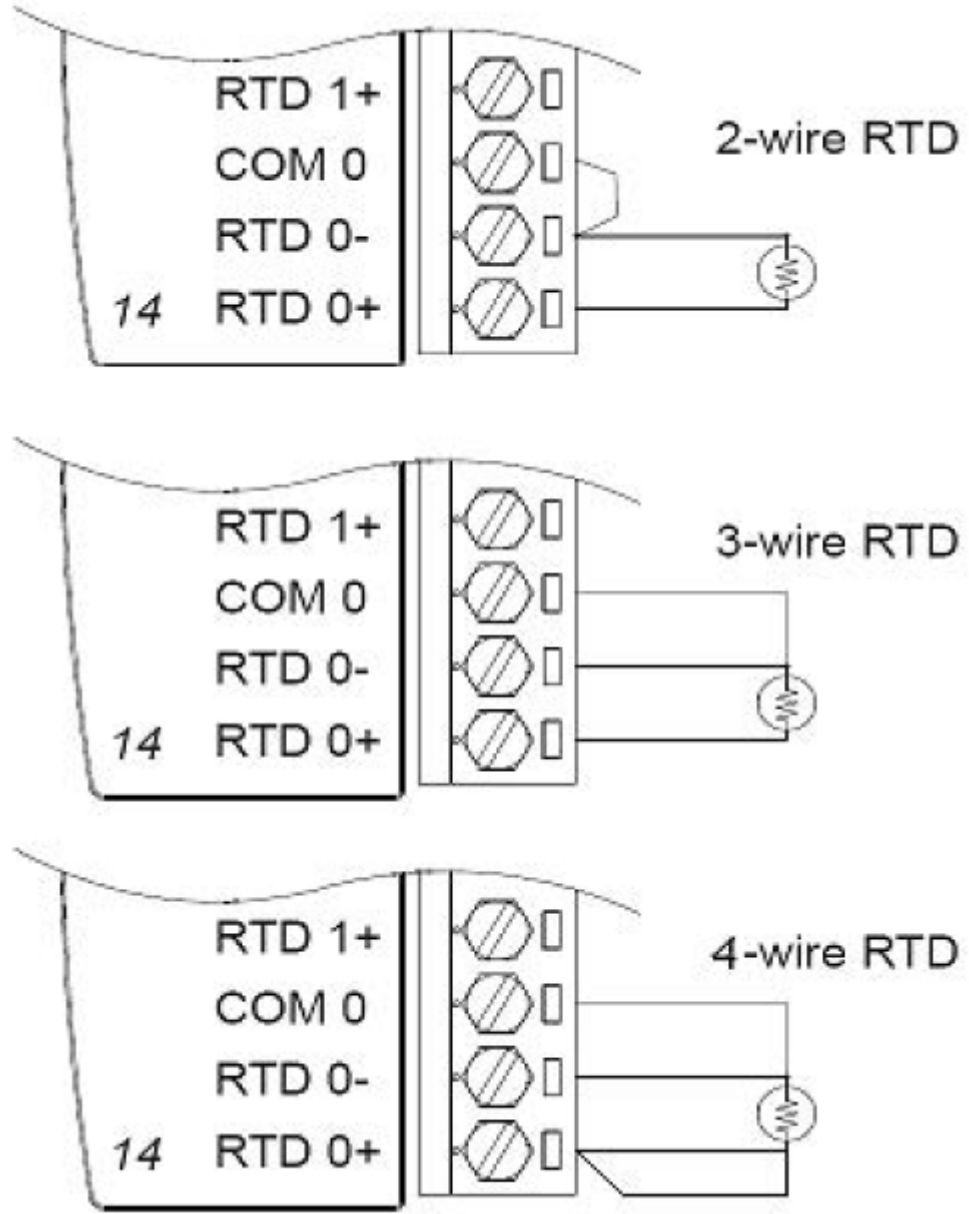 RTD 1+
COM 0
RTD 0-
14 RTD 0+
2-wire RTD
RTD 1+
COM 0
RTD 0-
14 RTD 0+
3-wire RTD
RTD 1+
COM 0
RTD 0-
14 RTD 0+
4-wire RTD